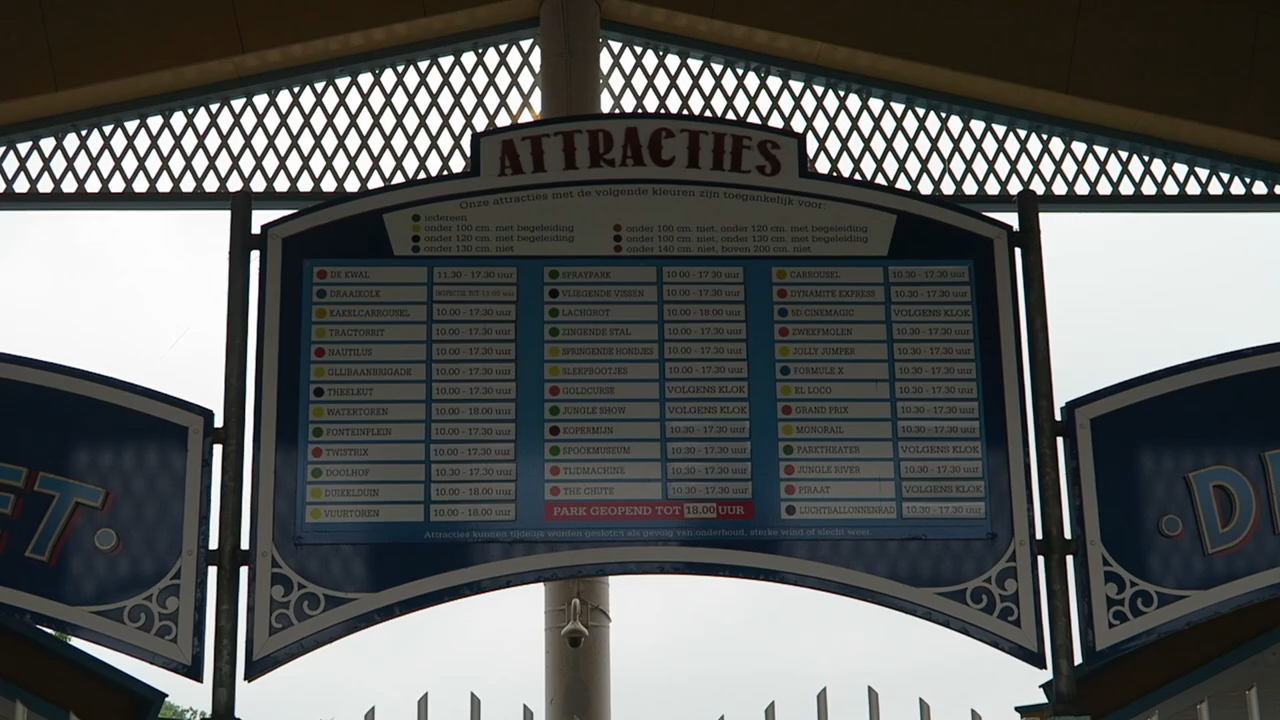 ATTRACTIES
Onze attracties met de volgende kleuren zijn toegankelijk voor:
iedereen
onder 100 cm. met begeleiding
onder 120 cm. met begeleiding
onder 130 cm. niet
onder 100 cm. niet, onder 120 cm. met begeleiding
onder 100 cm. niet, onder 130 cm. met begeleiding
onder 140 cm. niet, boven 200 cm. niet
DE KWAL 11.30 - 17.30 uur
DRAAIKOLK INSPECTIE TOT 13.00 uur
KAKELCARROUSEL 10.00 - 17.30 uur
TRACTORRIT 10.00 - 17.30 uur
NAUTILUS 10.00 - 17.30 uur
GLIJBAANBRIGADE 10.00 - 17.30 uur
THEELEUT 10.00 - 17.30 uur
WATERTOREN 10.00 - 18.00 uur
FONTEINPLEIN 10.00 - 17.30 uur
TWISTRIX 10.00 - 17.30 uur
DOOLHOF 10.30 - 17.30 uur
DUIKELDUIN 10.00 - 18.00 uur
VUURTOREN 10.00 - 18.00 uur
SPRAYPARK 10.00 - 17.30 uur
VLIEGENDE VISSEN 10.00 - 17.30 uur
LACHGROT 10.00 - 18.00 uur
ZINGENDE STAL 10.00 - 17.30 uur
SPRINGENDE HONDJES 10.00 - 17.30 uur
SLEEPBOOTJES 10.00 - 17.30 uur
GOLDCURSE VOLGENS KLOK
JUNGLE SHOW VOLGENS KLOK
KOPERMIJN 10.30 - 17.30 uur
SPOOKMUSEUM 10.30 - 17.30 uur
TIJDMACHINE 10.30 - 17.30 uur
THE CHUTE 10.30 - 17.30 uur
PARK GEOPEND TOT 18.00 UUR
CARROUSEL 10.30 - 17.30 uur
DYNAMITE EXPRESS 10.30 - 17.30 uur
5D CINEMAGIC VOLGENS KLOK
ZWEEFMOLEN 10.30 - 17.30 uur
JOLLY JUMPER 10.30 - 17.30 uur
FORMULE X 10.30 - 17.30 uur
EL LOCO 10.30 - 17.30 uur
GRAND PRIX 10.30 - 17.30 uur
MONORAIL 10.30 - 17.30 uur
PARKTHEATER VOLGENS KLOK
JUNGLE RIVER 10.30 - 17.30 uur
PIRAAT VOLGENS KLOK
LUCHTBALLONNENRAD 10.30 - 17.30 uur
Attracties kunnen tijdelijk worden gesloten als gevolg van onderhoud, sterke wind of slecht weer.